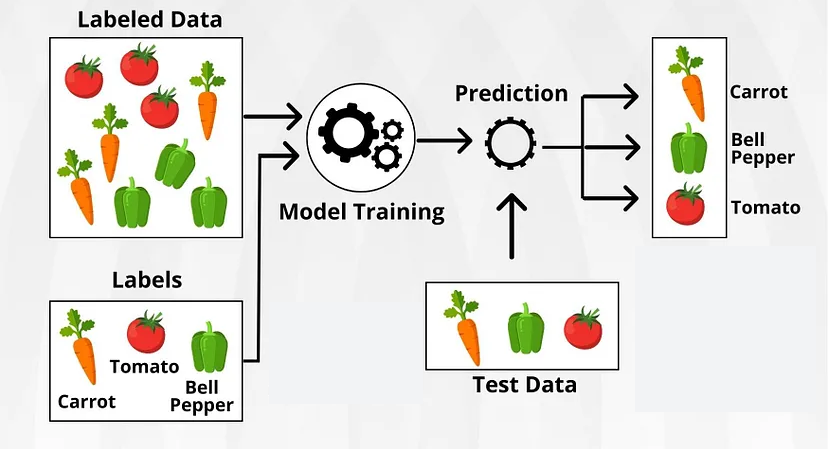 Labeled Data
Prediction
Carrot
Bell
Pepper
Model Training
Tomato
Labels
Tomato
Carrot
Bell
Pepper
Test Data